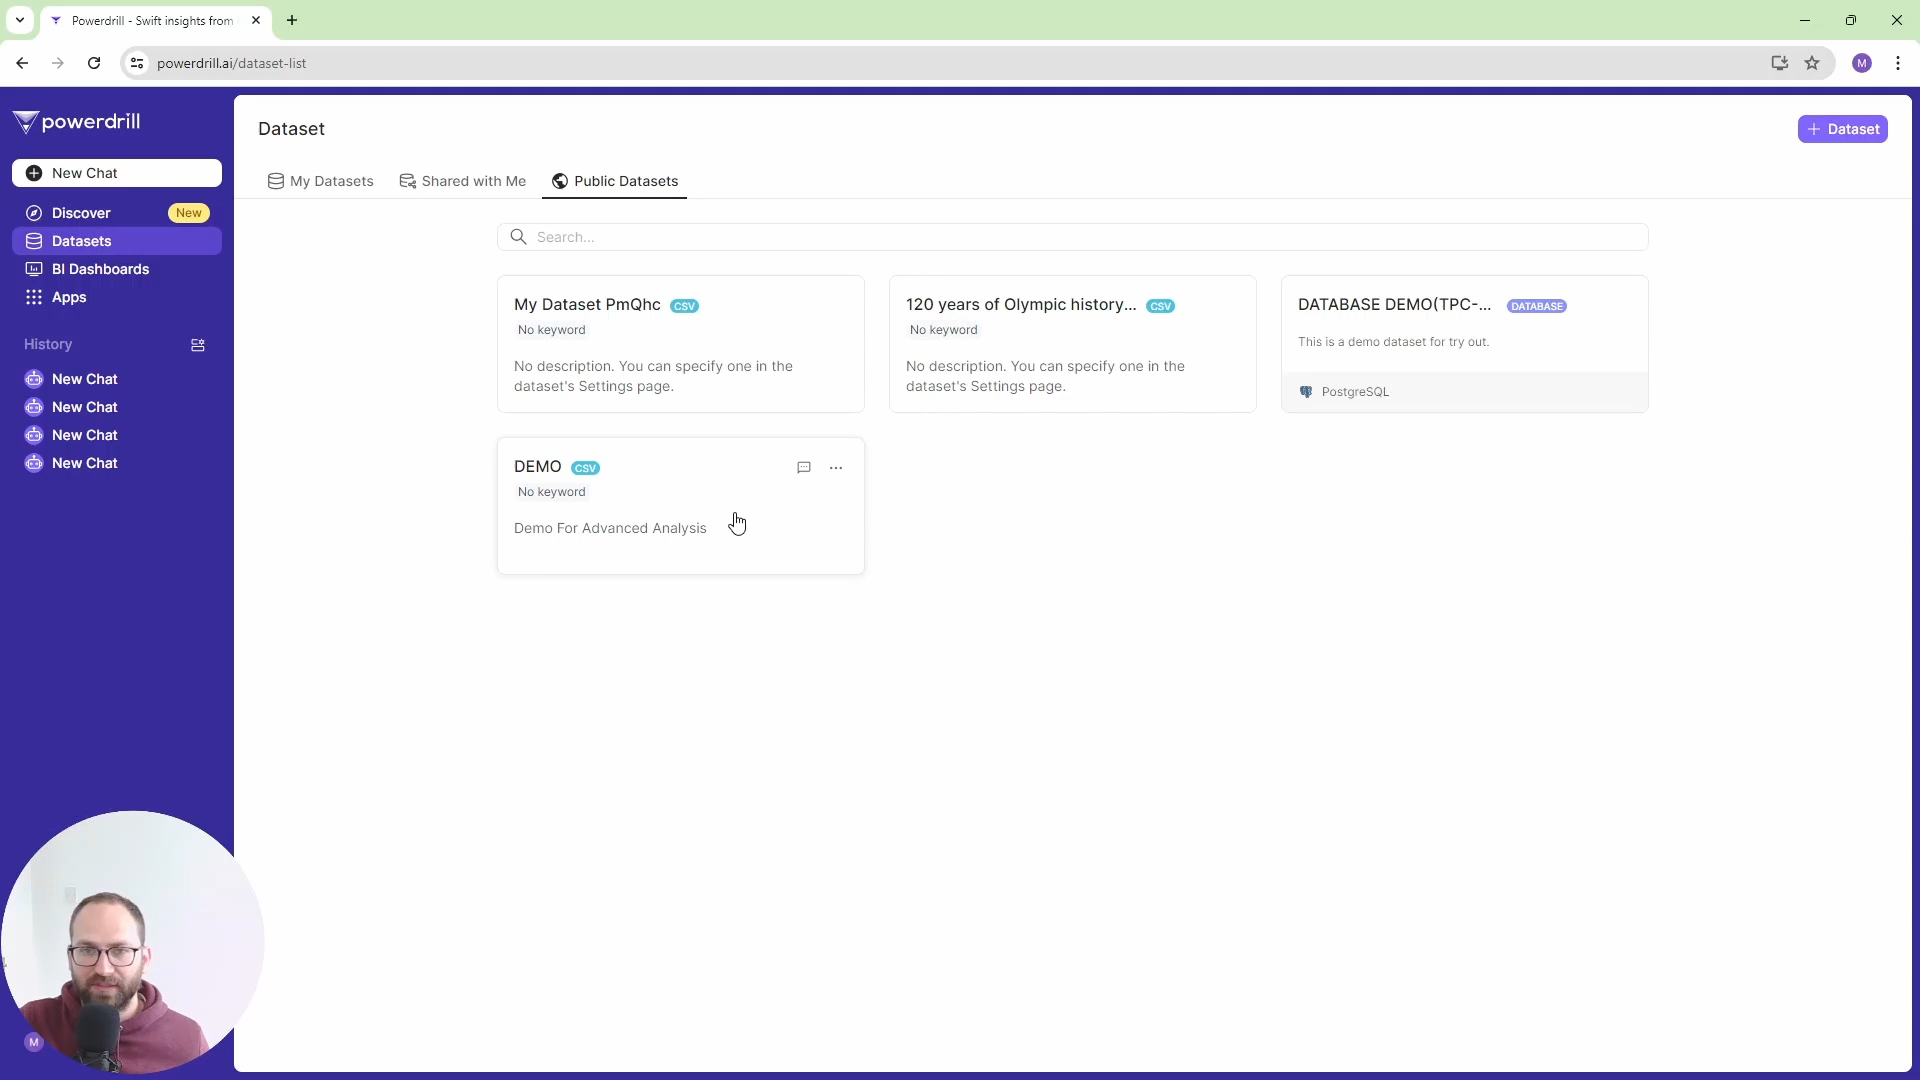 Powerdrill - Swift insights from
powerdrill.ai/dataset-list
M
powerdrill
New Chat
Discover
New
Datasets
BI Dashboards
Apps
History
New Chat
New Chat
New Chat
New Chat
M
Dataset
+ Dataset
My Datasets
Shared with Me
Public Datasets
Search...
My Dataset PmQhc CSV
No keyword
No description. You can specify one in the
dataset's Settings page.
120 years of Olympic history... CSV
No keyword
No description. You can specify one in the
dataset's Settings page.
DATABASE DEMO(TPC-... DATABASE
This is a demo dataset for try out.
PostgreSQL
DEMO CSV
No keyword
Demo For Advanced Analysis